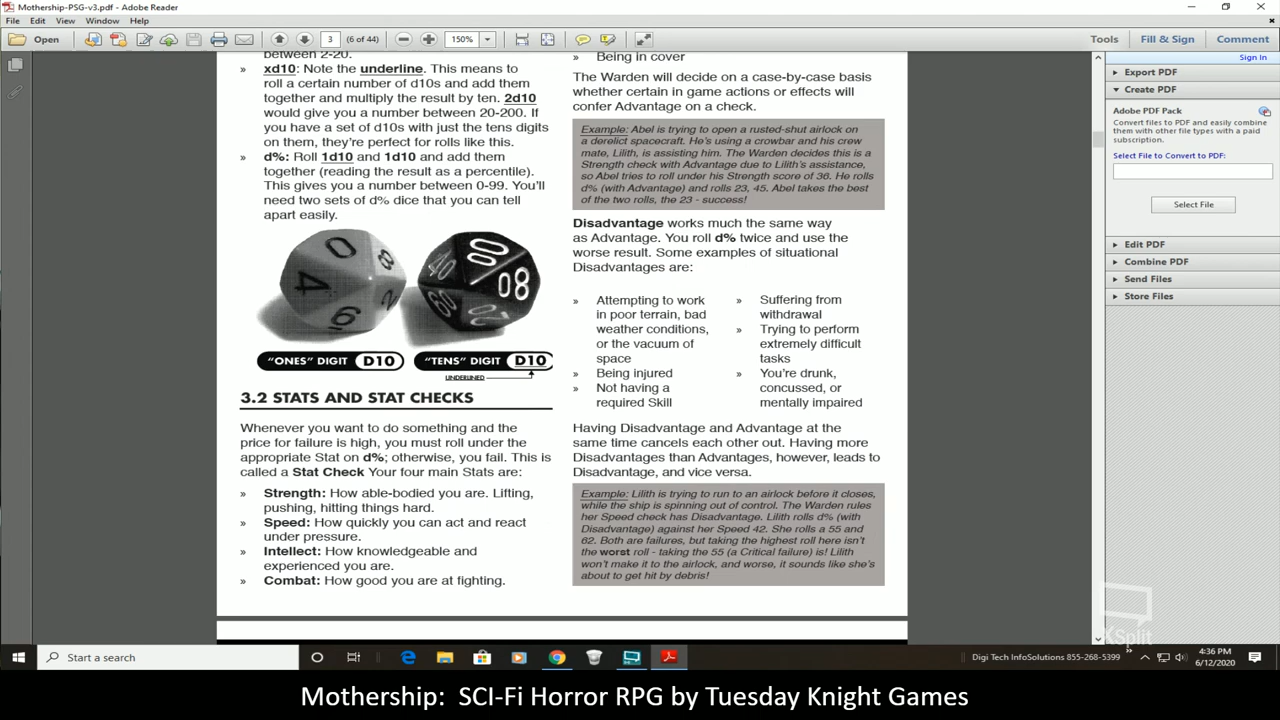 Mothership-PSG-v3.pdf - Adobe Reader
File Edit View Window Help
Open 3 (6 of 44) 150% Tools Fill & Sign Comment
Sign In
Export PDF
Create PDF
Adobe PDF Pack
Convert files to PDF and easily combine
them with other file types with a paid
subscription.
Select File to Convert to PDF:
Select File
Edit PDF
Combine PDF
Send Files
Store Files
between 2-20.
» xd10: Note the underline. This means to
roll a certain number of d10s and add them
together and multiply the result by ten. 2d10
would give you a number between 20-200. If
you have a set of d10s with just the tens digits
on them, they're perfect for rolls like this.
» d%: Roll 1d10 and 1d10 and add them
together (reading the result as a percentile).
This gives you a number between 0-99. You'll
need two sets of d% dice that you can tell
apart easily.
0 8 4 2 6
00 40 80 60 20
"ONES" DIGIT D10 "TENS" DIGIT D10
UNDERLINED
3.2 STATS AND STAT CHECKS
Whenever you want to do something and the
price for failure is high, you must roll under the
appropriate Stat on d%; otherwise, you fail. This is
called a Stat Check Your four main Stats are:
» Strength: How able-bodied you are. Lifting,
pushing, hitting things hard.
» Speed: How quickly you can act and react
under pressure.
» Intellect: How knowledgeable and
experienced you are.
» Combat: How good you are at fighting.
» Being in cover
The Warden will decide on a case-by-case basis
whether certain in game actions or effects will
confer Advantage on a check.
Example: Abel is trying to open a rusted-shut airlock on
a derelict spacecraft. He's using a crowbar and his crew
mate, Lilith, is assisting him. The Warden decides this is a
Strength check with Advantage due to Lilith's assistance,
so Abel tries to roll under his Strength score of 36. He rolls
d% (with Advantage) and rolls 23, 45. Abel takes the best
of the two rolls, the 23 - success!
Disadvantage works much the same way
as Advantage. You roll d% twice and use the
worse result. Some examples of situational
Disadvantages are:
» Attempting to work
in poor terrain, bad
weather conditions,
or the vacuum of
space
» Being injured
» Not having a
required Skill
» Suffering from
withdrawal
» Trying to perform
extremely difficult
tasks
» You're drunk,
concussed, or
mentally impaired
Having Disadvantage and Advantage at the
same time cancels each other out. Having more
Disadvantages than Advantages, however, leads to
Disadvantage, and vice versa.
Example: Lilith is trying to run to an airlock before it closes,
while the ship is spinning out of control. The Warden rules
her Speed check has Disadvantage. Lilith rolls d% (with
Disadvantage) against her Speed 42. She rolls a 55 and
62. Both are failures, but taking the highest roll here isn't
the worst roll - taking the 55 (a Critical failure) is! Lilith
won't make it to the airlock, and worse, it sounds like she's
about to get hit by debris!
XSplit
Start a search
Digi Tech InfoSolutions 855-268-5399
4:36 PM
6/12/2020
Mothership: SCI-Fi Horror RPG by Tuesday Knight Games